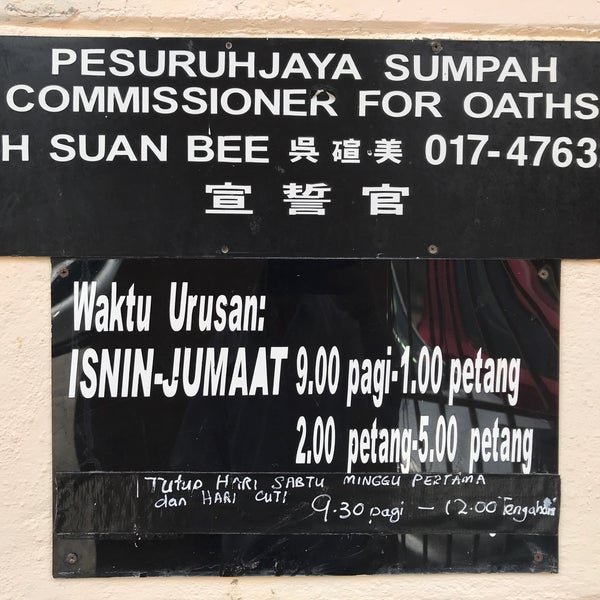 PESURUHJAYA SUMPAH
COMMISSIONER FOR OATHS
H SUAN BEE 吳瑄美 017-4763
宣誓官
Waktu Urusan:
ISNIN-JUMAAT 9.00 pagi-1.00 petang
2.00 petang-5.00 petang
Tutup HARI SABTU MINGGU PERTAMA
dan HARI CUTI 9.30 pagi - 12.00 Tengahari